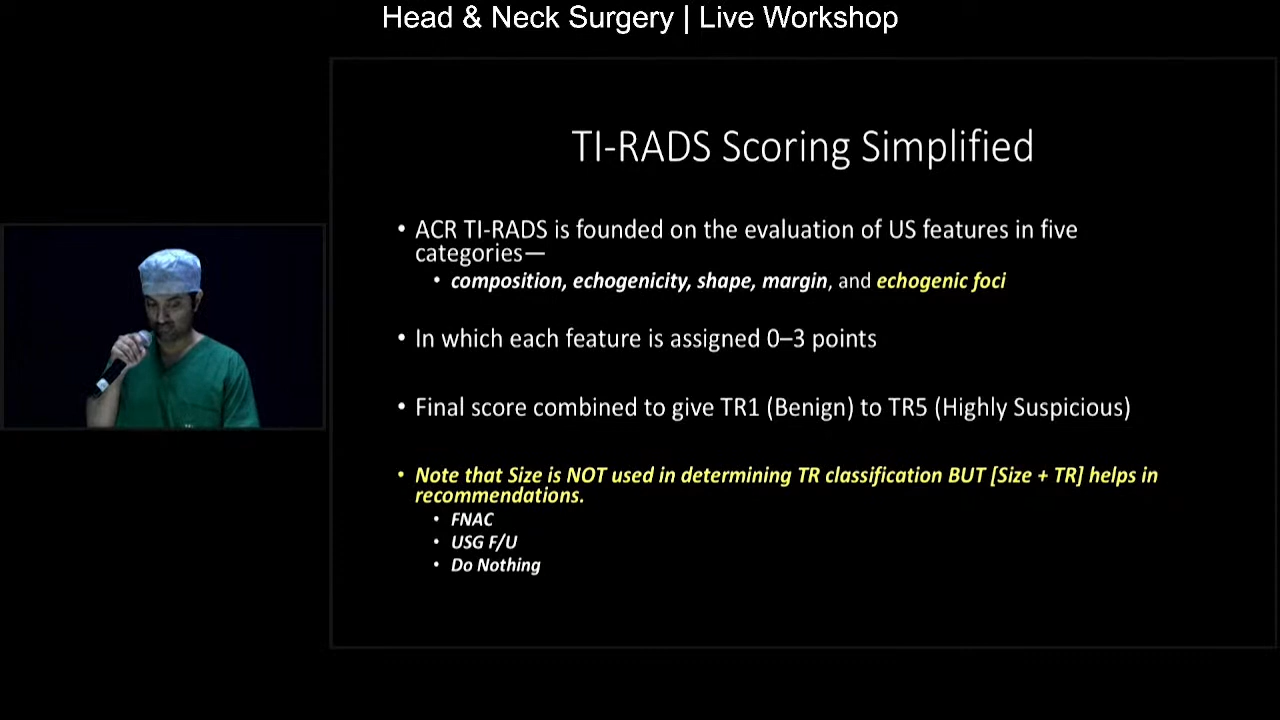 Head & Neck Surgery | Live Workshop
TI-RADS Scoring Simplified
• ACR TI-RADS is founded on the evaluation of US features in five
categories—
• composition, echogenicity, shape, margin, and echogenic foci
• In which each feature is assigned 0–3 points
• Final score combined to give TR1 (Benign) to TR5 (Highly Suspicious)
• Note that Size is NOT used in determining TR classification BUT [Size + TR] helps in
recommendations.
• FNAC
• USG F/U
• Do Nothing